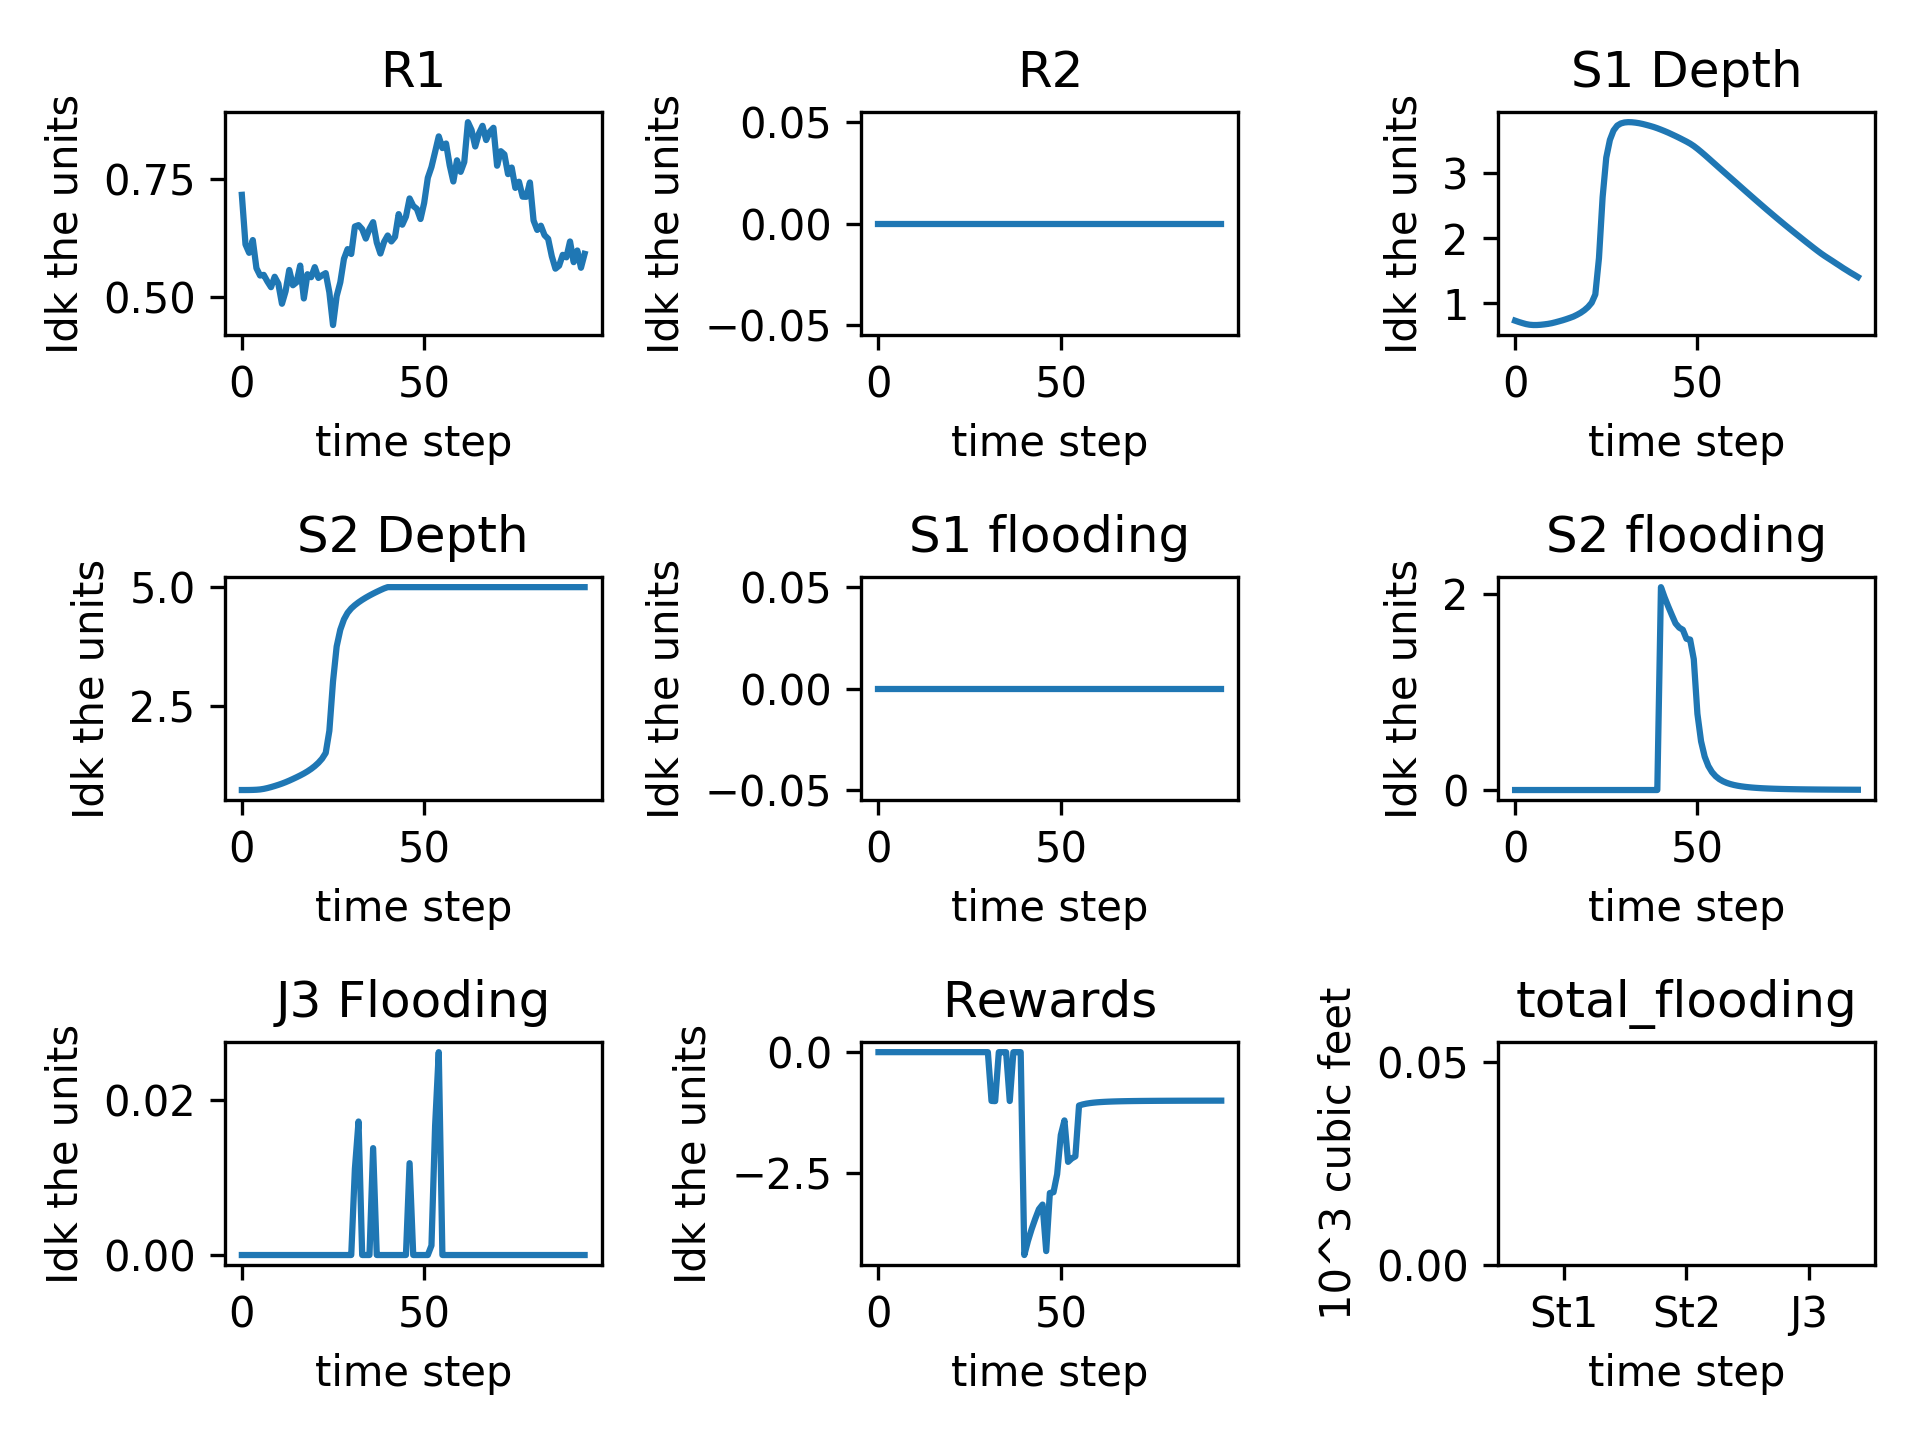 R1
Idk the units
0.75
0.50
0 50
time step
R2
Idk the units
0.05
0.00
−0.05
0 50
time step
S1 Depth
Idk the units
3
2
1
0 50
time step
S2 Depth
Idk the units
5.0
2.5
0 50
time step
S1 flooding
Idk the units
0.05
0.00
−0.05
0 50
time step
S2 flooding
Idk the units
2
1
0
0 50
time step
J3 Flooding
Idk the units
0.02
0.00
0 50
time step
Rewards
Idk the units
0.0
−2.5
0 50
time step
total_flooding
10^3 cubic feet
0.05
0.00
St1 St2 J3
time step